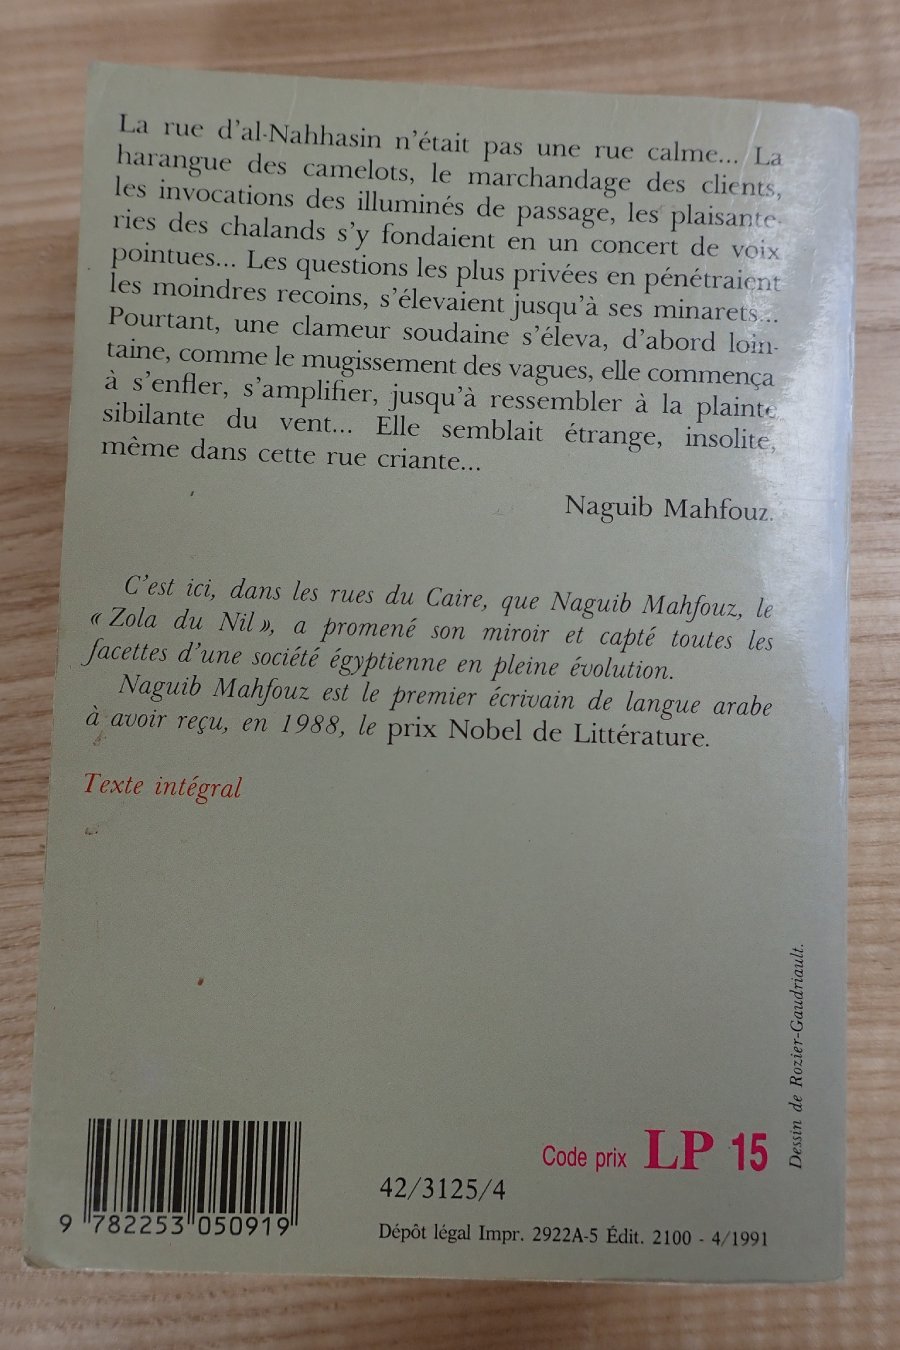 La rue d'al-Nahhasin n'était pas une rue calme... La
harangue des camelots, le marchandage des clients,
les invocations des illuminés de passage, les plaisante-
ries des chalands s'y fondaient en un concert de voix
pointues... Les questions les plus privées en pénétraient
les moindres recoins, s'élevaient jusqu'à ses minarets...
Pourtant, une clameur soudaine s'éleva, d'abord loin-
taine, comme le mugissement des vagues, elle commença
à s'enfler, s'amplifier, jusqu'à ressembler à la plainte
sibilante du vent... Elle semblait étrange, insolite,
même dans cette rue criante...
Naguib Mahfouz.
C'est ici, dans les rues du Caire, que Naguib Mahfouz, le
« Zola du Nil », a promené son miroir et capté toutes les
facettes d'une société égyptienne en pleine évolution.
Naguib Mahfouz est le premier écrivain de langue arabe
à avoir reçu, en 1988, le prix Nobel de Littérature.
Texte intégral
Dessin de Rozier-Gaudriault.
Code prix LP 15
42/3125/4
9 782253 050919
Dépôt légal Impr. 2922A-5 Édit. 2100 - 4/1991